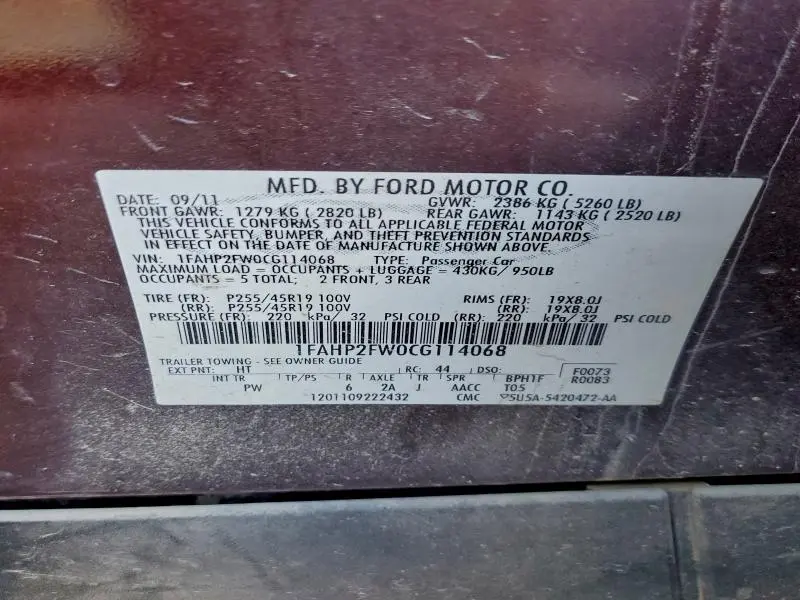 MFD. BY FORD MOTOR CO.
DATE: 09/11 GVWR: 2386 KG ( 5260 LB)
FRONT GAWR: 1279 KG ( 2820 LB) REAR GAWR: 1143 KG ( 2520 LB)
THIS VEHICLE CONFORMS TO ALL APPLICABLE FEDERAL MOTOR
VEHICLE SAFETY, BUMPER, AND THEFT PREVENTION STANDARDS
IN EFFECT ON THE DATE OF MANUFACTURE SHOWN ABOVE.
VIN: 1FAHP2FW0CG114068 TYPE: Passenger Car
MAXIMUM LOAD = OCCUPANTS + LUGGAGE = 430KG/ 950LB
OCCUPANTS = 5 TOTAL; 2 FRONT, 3 REAR
TIRE (FR): P255/45R19 100V RIMS (FR): 19X8.0J
(RR): P255/45R19 100V (RR): 19X8.0J
PRESSURE (FR): 220 kPa/ 32 PSI COLD (RR): 220 kPa/ 32 PSI COLD
1FAHP2FW0CG114068
TRAILER TOWING - SEE OWNER GUIDE
EXT PNT: HT RC: 44 DSO: F0073
R0083
INT TR TP/PS R AXLE TR SPR BPH1F
PW 6 2A J AACC T05
1201109222432 CMC 5U5A-5420472-AA